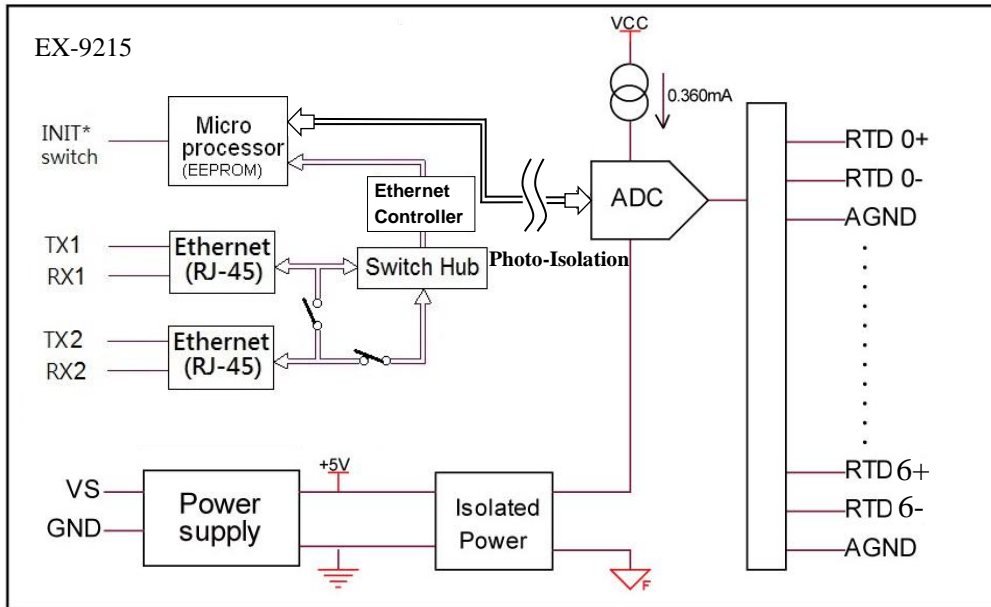 EX-9215
VCC
0.360mA
INIT*
switch
Micro
processor
(EEPROM)
Ethernet
Controller
ADC
RTD 0+
RTD 0-
AGND
TX1
RX1
Ethernet
(RJ-45)
Switch Hub
Photo-Isolation
TX2
RX2
Ethernet
(RJ-45)
VS
GND
Power
supply
+5V
Isolated
Power
F
RTD 6+
RTD 6-
AGND